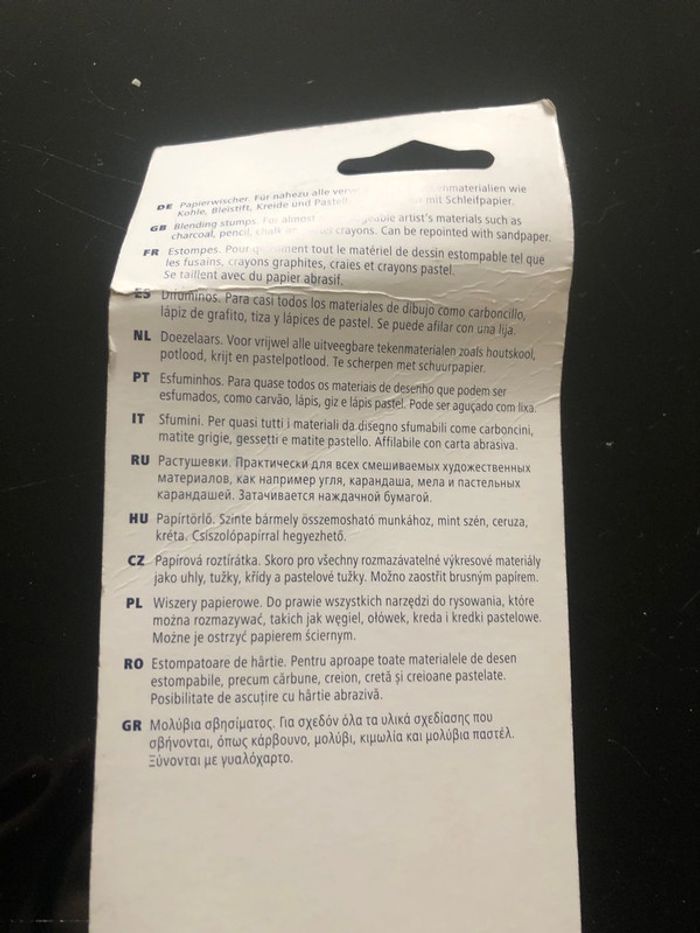 DE Papierwischer. Für nahezu alle materialien wie
Kohle, Bleistift, Kreide und Pastell mit Schleifpapier.
GB Blending stumps. For almost artist's materials such as
charcoal, pencil, chalk crayons. Can be repointed with sandpaper.
FR Estompes. Pour tout le matériel de dessin estompable tel que
les fusains, crayons graphites, craies et crayons pastel.
Se taillent avec du papier abrasif.
ES Difuminos. Para casi todos los materiales de dibujo como carboncillo,
lápiz de grafito, tiza y lápices de pastel. Se puede afilar con una lija.
NL Doezelaars. Voor vrijwel alle uitveegbare tekenmaterialen zoals houtskool,
potlood, krijt en pastelpotlood. Te scherpen met schuurpapier.
PT Esfuminhos. Para quase todos os materiais de desenho que podem ser
esfumados, como carvão, lápis, giz e lápis pastel. Pode ser aguçado com lixa.
IT Sfumini. Per quasi tutti i materiali da disegno sfumabili come carboncini,
matite grigie, gessetti e matite pastello. Affilabile con carta abrasiva.
RU Растушевки. Практически для всех смешиваемых художественных
материалов, как например угля, карандаша, мела и пастельных
карандашей. Затачивается наждачной бумагой.
HU Papírtörlő. Szinte bármely összemosható munkához, mint szén, ceruza,
kréta. Csiszolópapírral hegyezhető.
CZ Papírová roztírátka. Skoro pro všechny rozmazávatelné výkresové materiály
jako uhly, tužky, křídy a pastelové tužky. Možno zaostřit brusným papírem.
PL Wiszery papierowe. Do prawie wszystkich narzędzi do rysowania, które
można rozmazywać, takich jak węgiel, ołówek, kreda i kredki pastelowe.
Możne je ostrzyć papierem ściernym.
RO Estompatoare de hârtie. Pentru aproape toate materialele de desen
estompabile, precum cărbune, creion, cretă și creioane pastelate.
Posibilitate de ascuțire cu hârtie abrazivă.
GR Μολύβια σβησίματος. Για σχεδόν όλα τα υλικά σχεδίασης που
σβήνονται, όπως κάρβουνο, μολύβι, κιμωλία και μολύβια παστέλ.
Ξύνονται με γυαλόχαρτο.